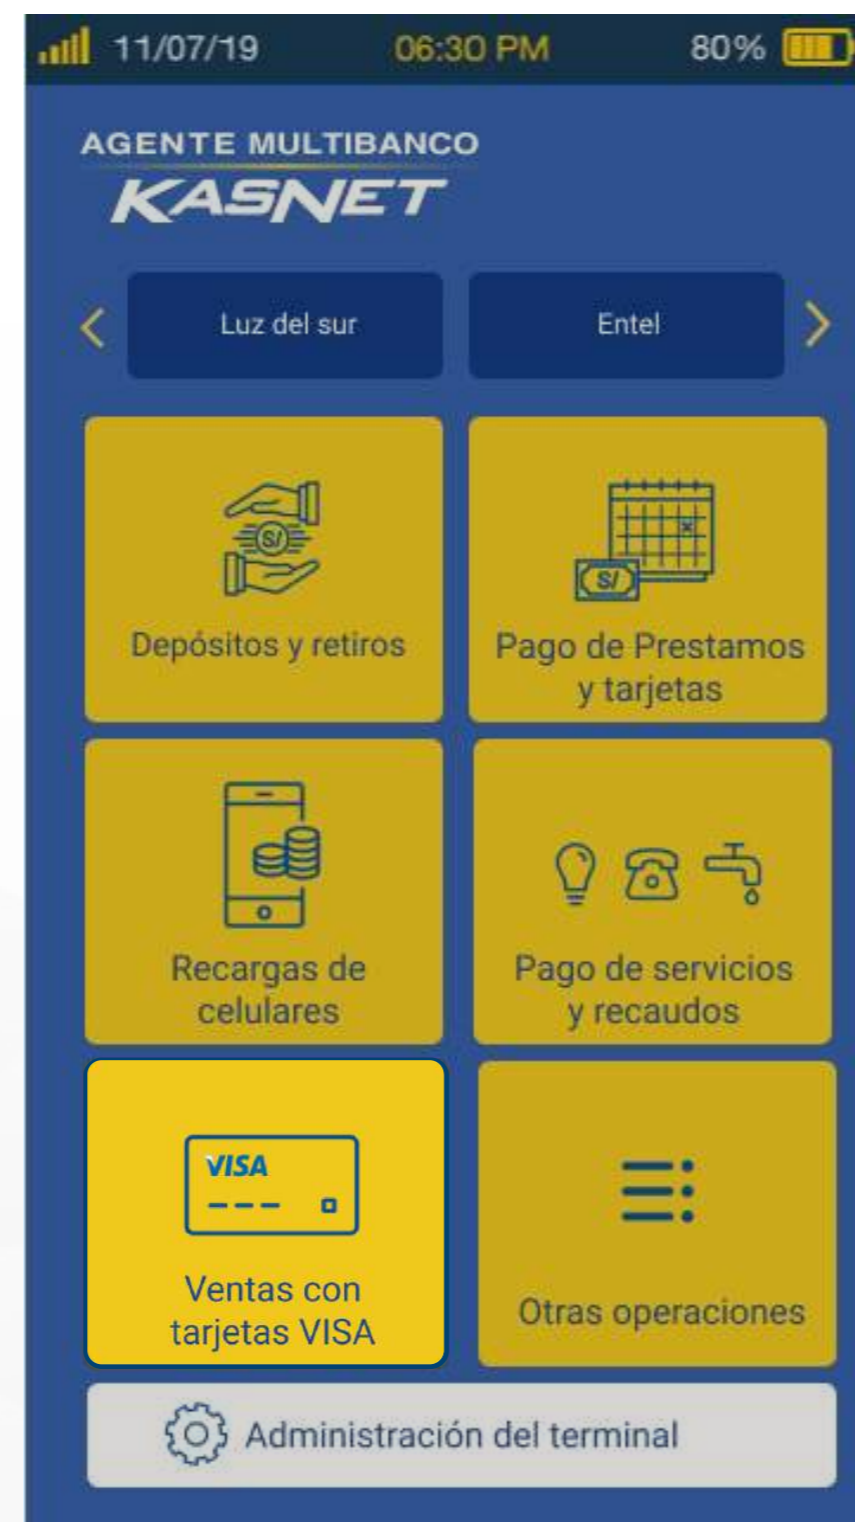 11/07/19 06:30 PM 80%
AGENTE MULTIBANCO
KASNET
Luz del sur Entel
S/ S/
Depósitos y retiros
Pago de Prestamos
y tarjetas
Recargas de
celulares
Pago de servicios
y recaudos
VISA
Ventas con
tarjetas VISA
Otras operaciones
Administración del terminal